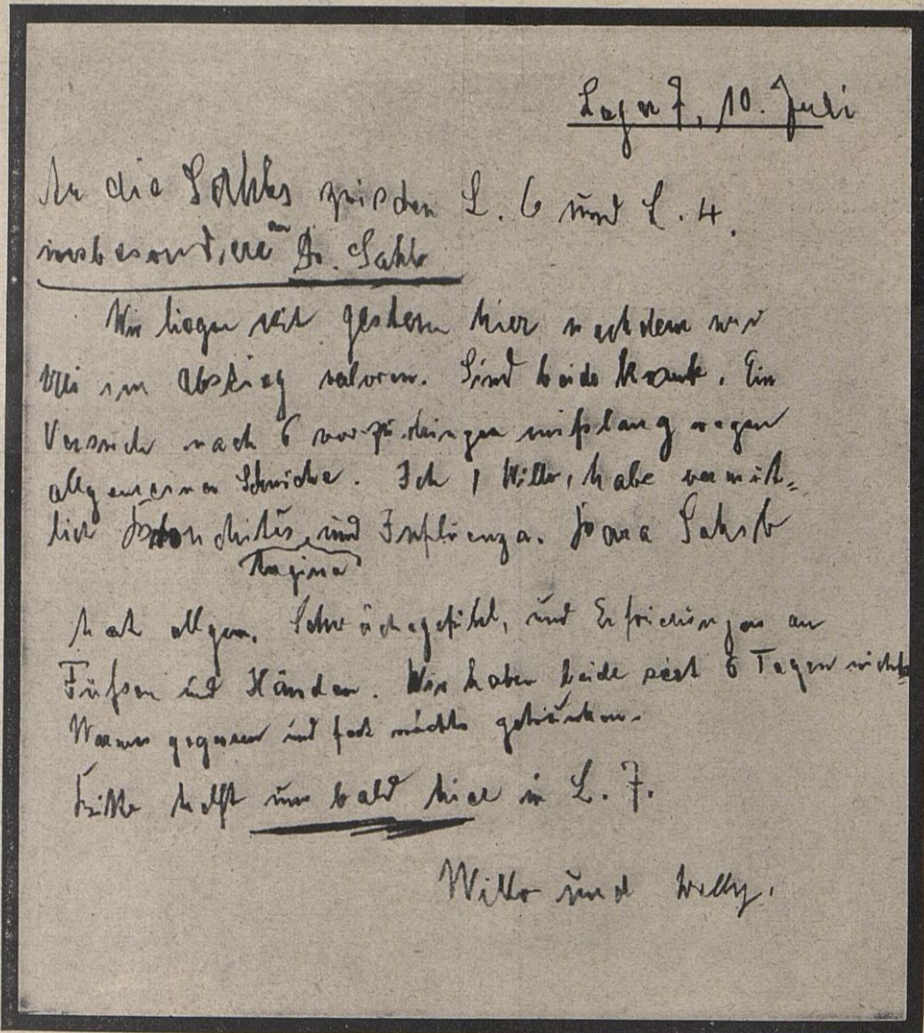 Lager 7, 10. Juli
An die Sahibs zwischen L. 6 und L. 4,
insbesondere an Dr. Sahib
Wir liegen seit gestern hier nachdem wir
Uli im Abstieg verloren. Sind beide krank. Ein
Versuch nach 6 vorzudringen mißlang wegen
allgemeiner Schwäche. Ich, Willo, habe vermut-
lich Bronchitis, und Influenza. Bara Sahib
Angina
hat allgem. Schwächegefühl, und Erfrierungen an
Füßen und Händen. Wir haben beide seit 6 Tagen nichts
Warmes gegessen und fast nichts getrunken.
Bitte helft uns bald hier in L. 7.
Willo und Willy.